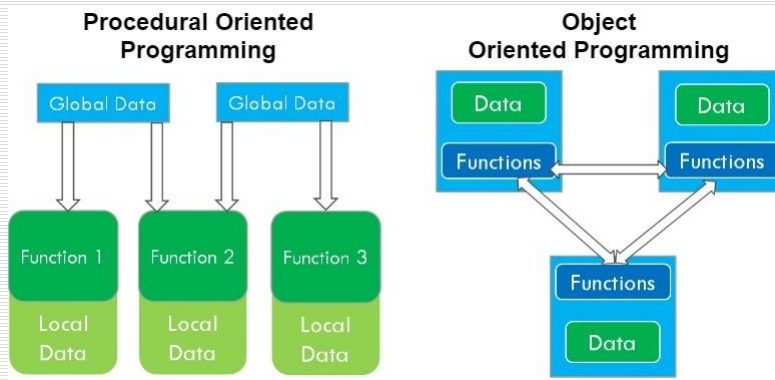 Procedural Oriented
Programming
Global Data
Global Data
Function 1
Function 2
Function 3
Local
Data
Local
Data
Local
Data
Object
Oriented Programming
Data
Data
Functions
Functions
Functions
Data